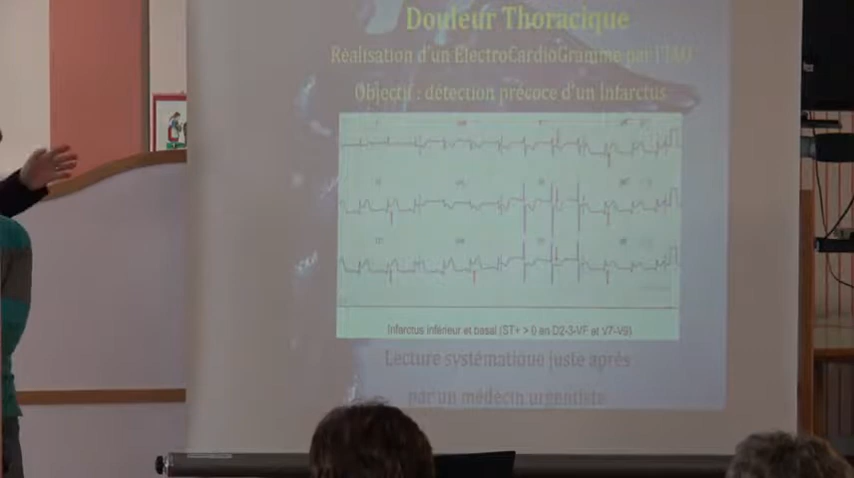 Douleur Thoracique
Réalisation d'un ElectroCardioGramme par l'IAO
Objectif : détection précoce d'un Infarctus
Infarctus inférieur et basal (ST+ > 0 en D2-3-VF et V7-V9)
Lecture systématique juste après
par un médecin urgentiste